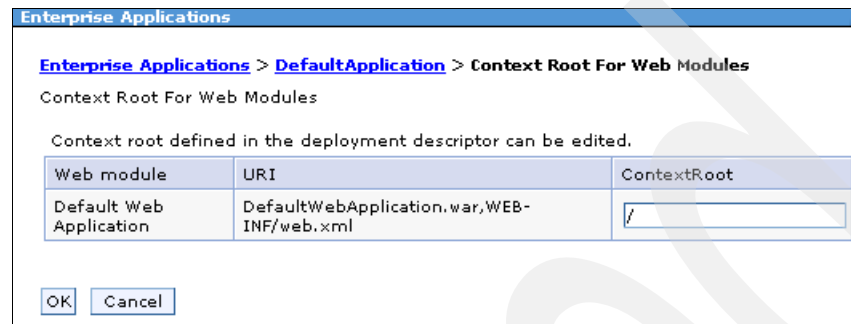 Enterprise Applications
Enterprise Applications > DefaultApplication > Context Root For Web Modules
Context Root For Web Modules
Context root defined in the deployment descriptor can be edited.
Web module URI ContextRoot
Default Web Application DefaultWebApplication.war,WEB-INF/web.xml /
OK Cancel